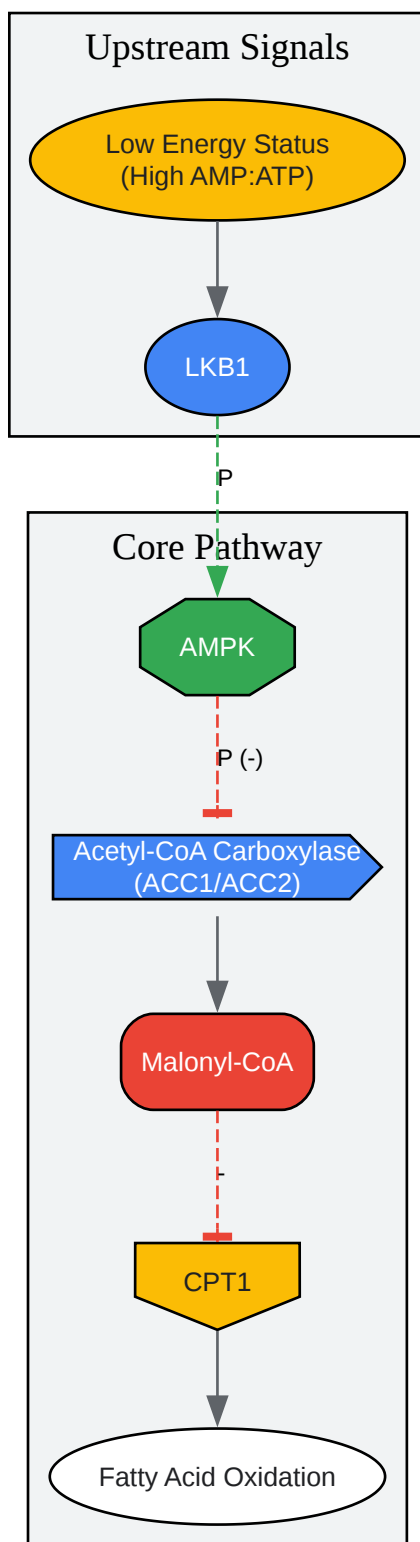 Upstream Signals
Low Energy Status
(High AMP:ATP)
LKB1
P
Core Pathway
AMPK
P (-)
Acetyl-CoA Carboxylase
(ACC1/ACC2)
Malonyl-CoA
-
CPT1
Fatty Acid Oxidation